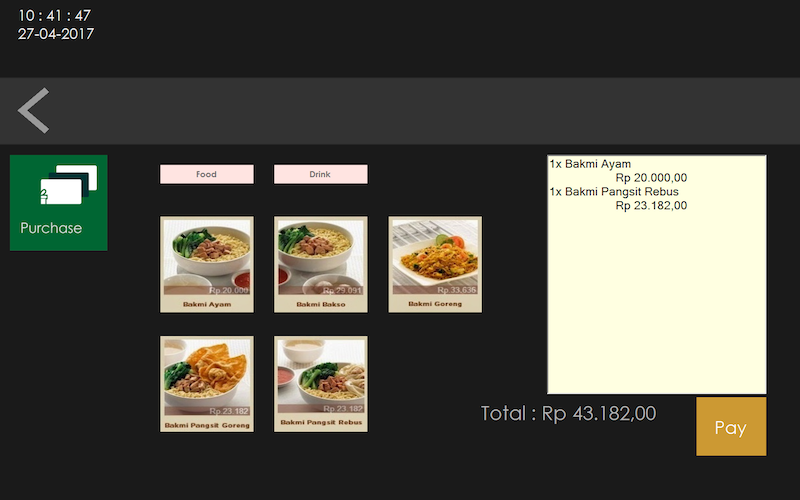 10 : 41 : 47
27-04-2017
Purchase
Food
Drink
Rp 20.000
Bakmi Ayam
Rp 29.091
Bakmi Bakso
Rp 33,636
Bakmi Goreng
Rp 23.182
Bakmi Pangsit Goreng
Rp 23.182
Bakmi Pangsit Rebus
1x Bakmi Ayam
Rp 20.000,00
1x Bakmi Pangsit Rebus
Rp 23.182,00
Total : Rp 43.182,00
Pay